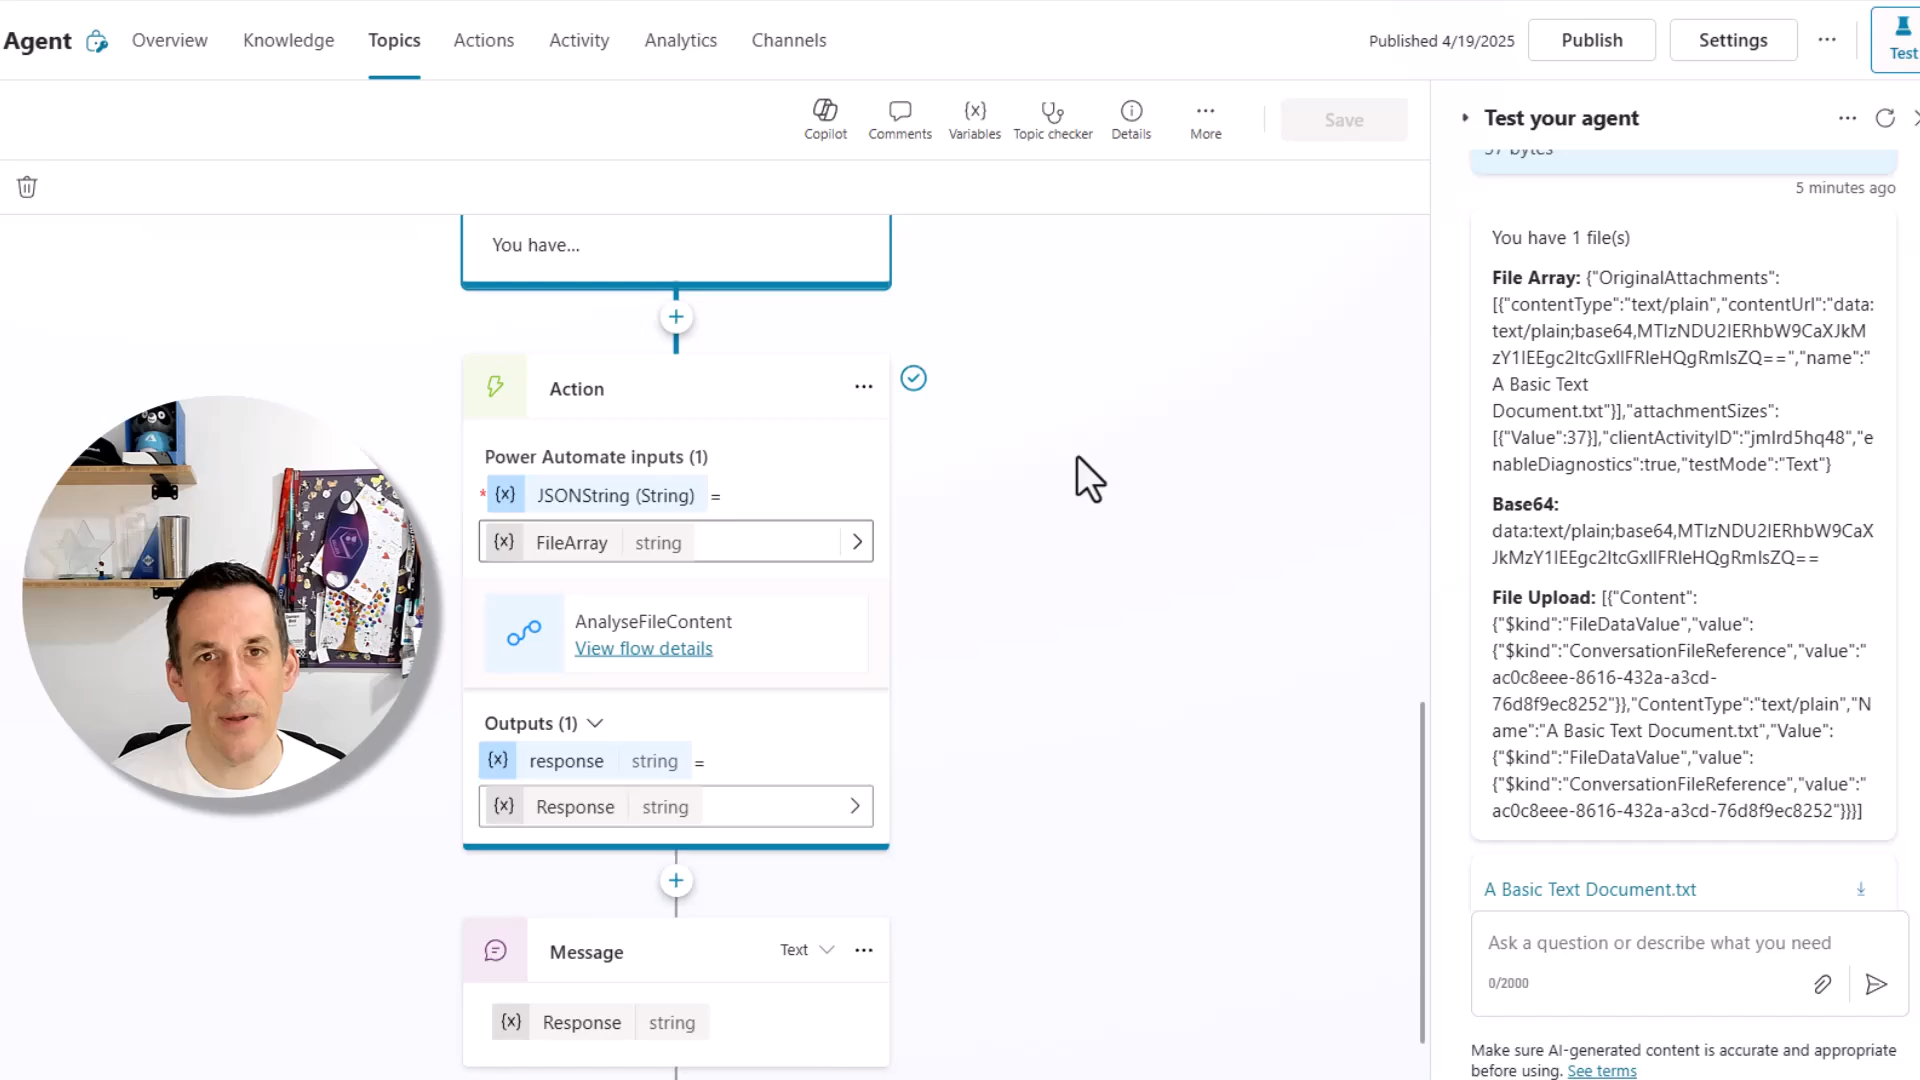 Agent
Overview
Knowledge
Topics
Actions
Activity
Analytics
Channels
Published 4/19/2025
Publish
Settings
Test
Copilot
Comments
Variables
Topic checker
Details
More
Save
Test your agent
37 bytes
5 minutes ago
You have...
Action
Power Automate inputs (1)
* {x} JSONString (String) =
{x} FileArray string
AnalyseFileContent
View flow details
Outputs (1)
{x} response string =
{x} Response string
Message
Text
{x} Response string
You have 1 file(s)
File Array: {"OriginalAttachments":
[{"contentType":"text/plain","contentUrl":"data:
text/plain;base64,MTIzNDU2IERhbW9CaXJkM
zY1IEEgc2ltcGxlIFRleHQgRmlsZQ==","name":"
A Basic Text
Document.txt"}],"attachmentSizes":
[{"Value":37}],"clientActivityID":"jmlrd5hq48","e
nableDiagnostics":true,"testMode":"Text"}
Base64:
data:text/plain;base64,MTIzNDU2IERhbW9CaX
JkMzY1IEEgc2ltcGxlIFRleHQgRmlsZQ==
File Upload: [{"Content":
{"$kind":"FileDataValue","value":
{"$kind":"ConversationFileReference","value":"
ac0c8eee-8616-432a-a3cd-
76d8f9ec8252"}},"ContentType":"text/plain","N
ame":"A Basic Text Document.txt","Value":
{"$kind":"FileDataValue","value":
{"$kind":"ConversationFileReference","value":"
ac0c8eee-8616-432a-a3cd-76d8f9ec8252"}}}]
A Basic Text Document.txt
Ask a question or describe what you need
0/2000
Make sure AI-generated content is accurate and appropriate
before using. See terms